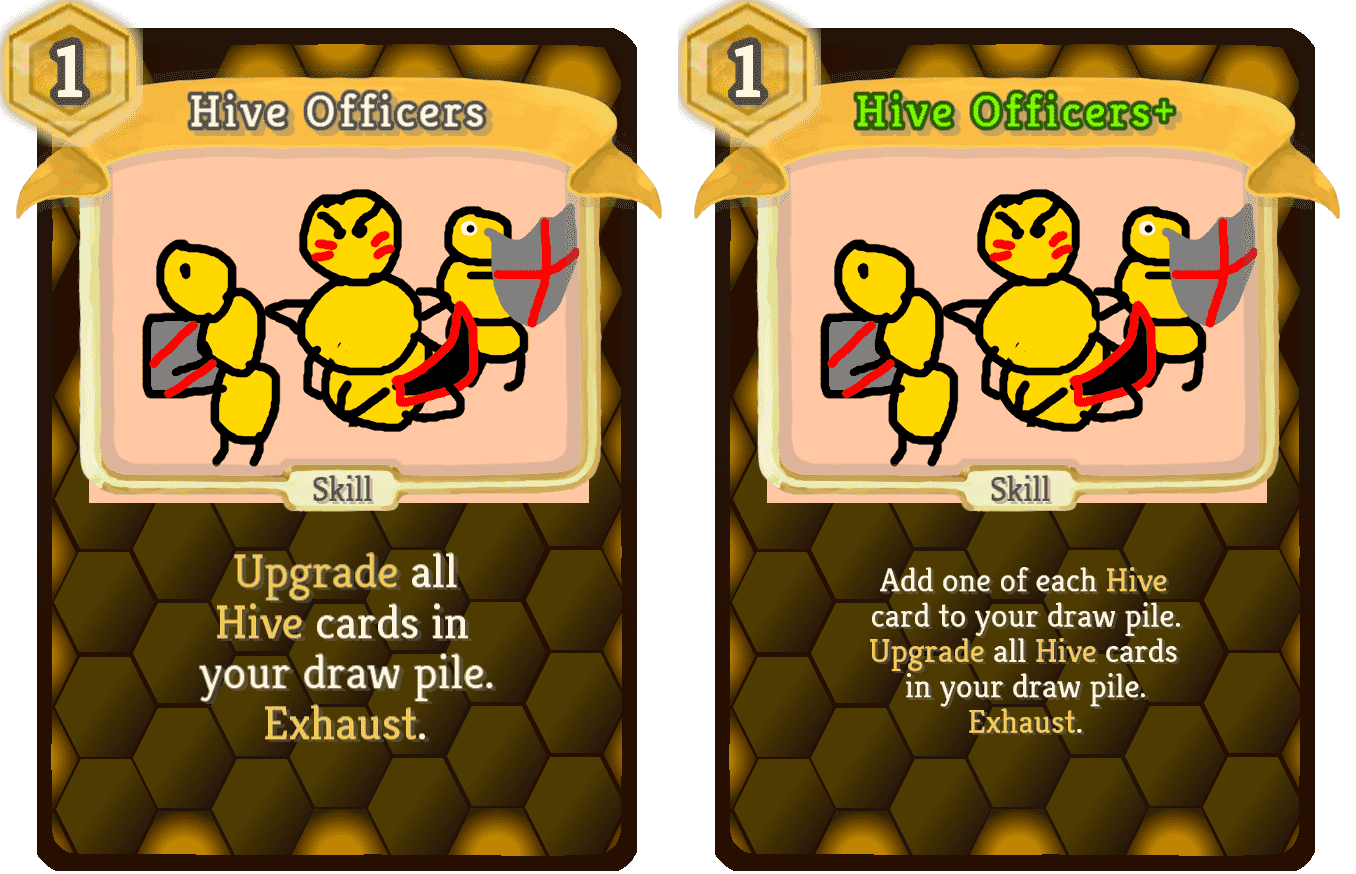 1
Hive Officers
Skill
Upgrade all
Hive cards in
your draw pile.
Exhaust.
1
Hive Officers+
Skill
Add one of each Hive
card to your draw pile.
Upgrade all Hive cards
in your draw pile.
Exhaust.